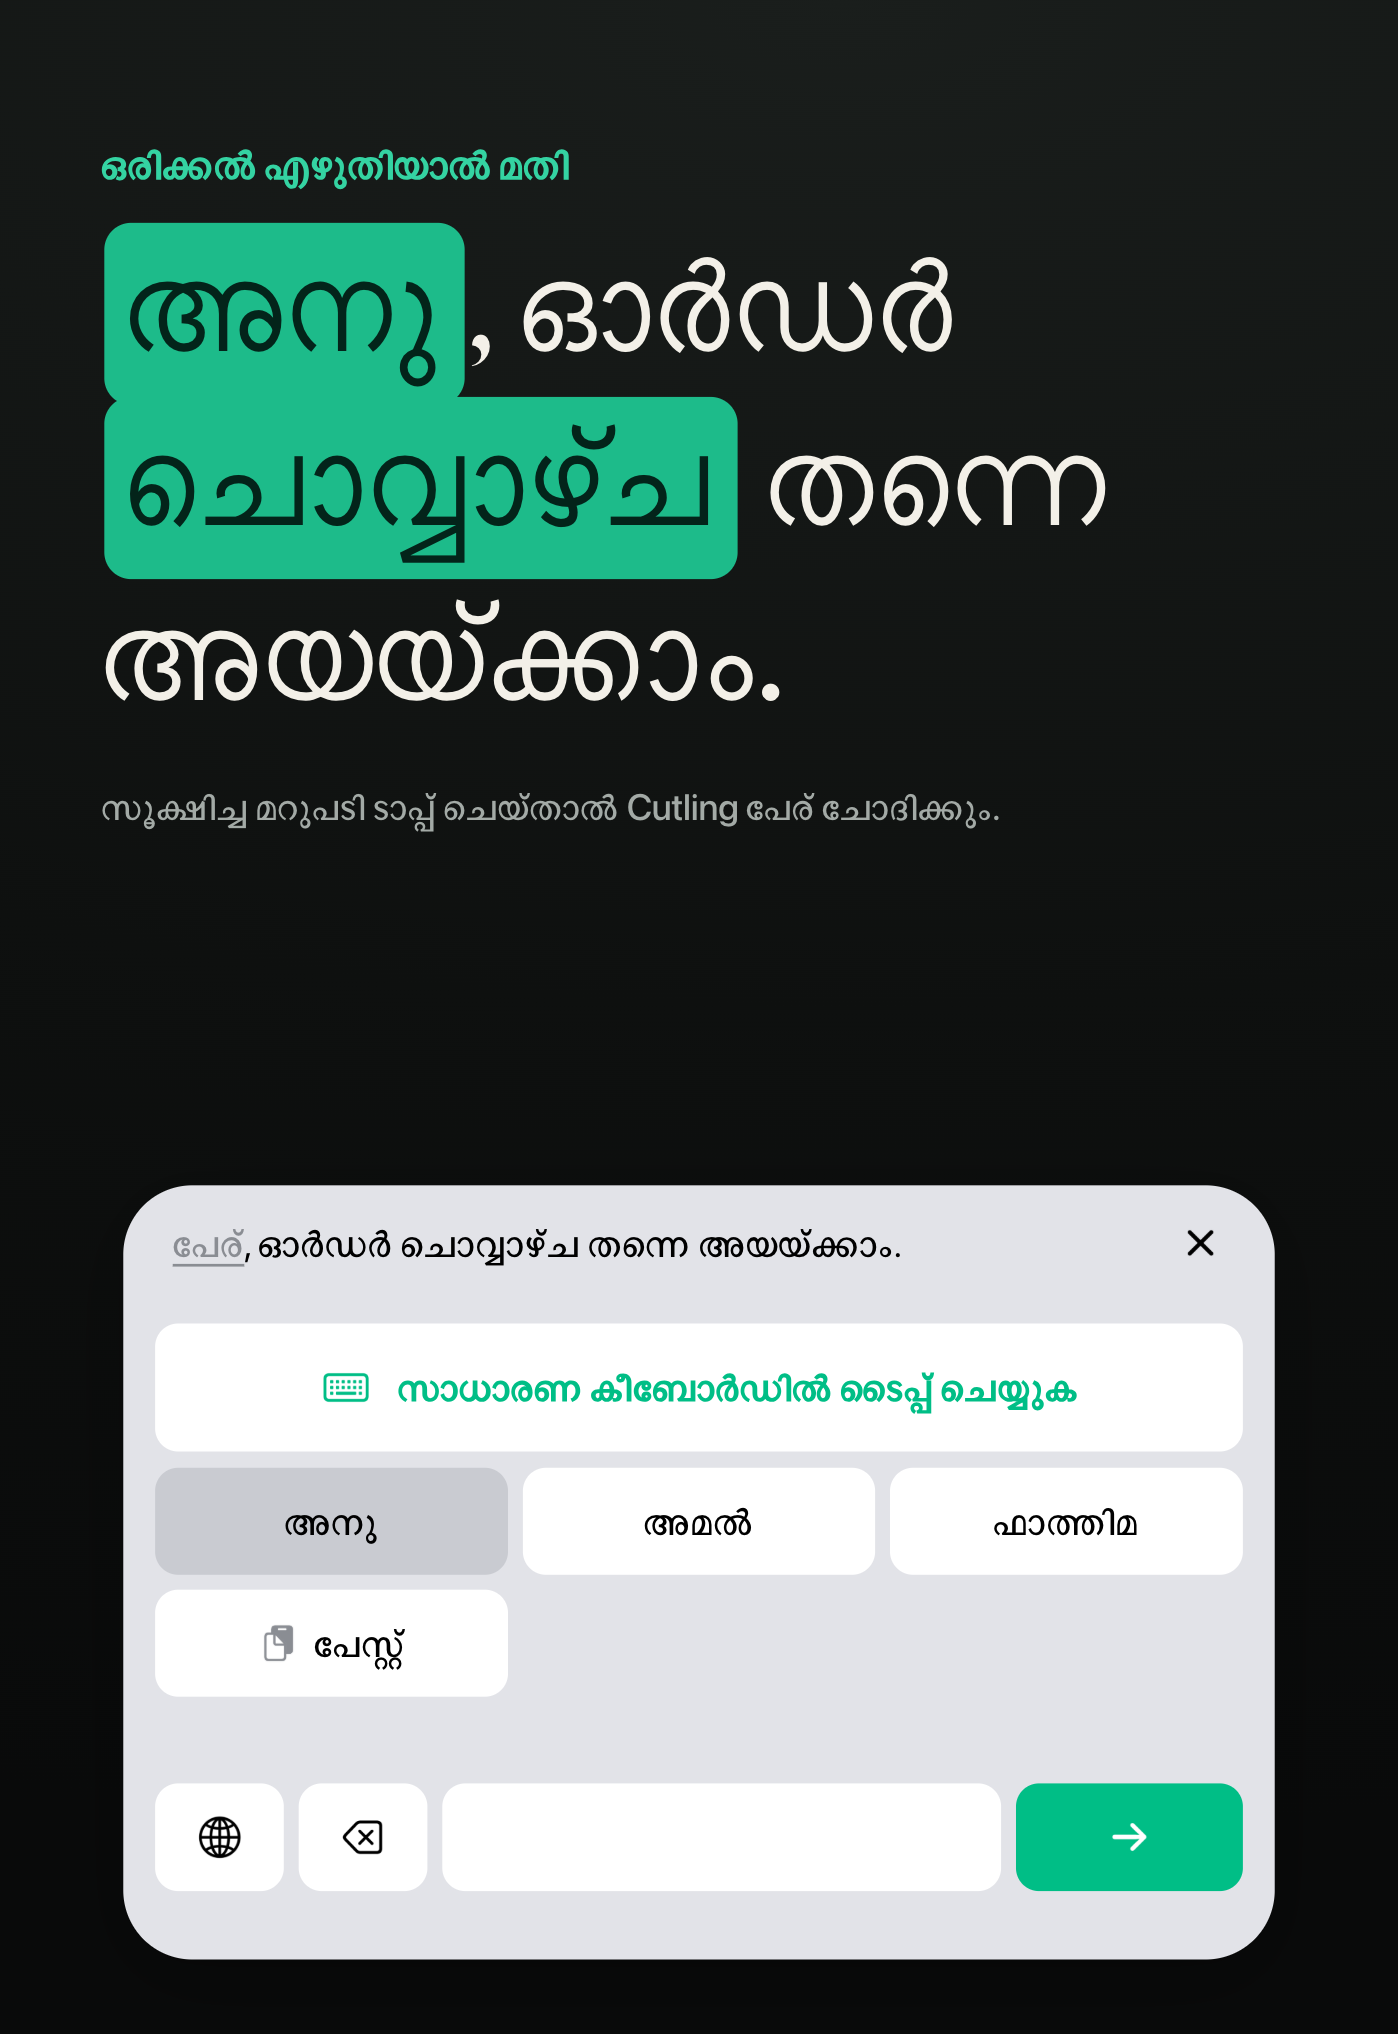 ഒരിക്കൽ എഴുതിയാൽ മതി
അനു, ഓർഡർ
ചൊവ്വാഴ്ച തന്നെ
അയയ്ക്കാം.
സൂക്ഷിച്ച മറുപടി ടാപ്പ് ചെയ്താൽ Cutling പേര് ചോദിക്കും.
പേര്, ഓർഡർ ചൊവ്വാഴ്ച തന്നെ അയയ്ക്കാം.
സാധാരണ കീബോർഡിൽ ടൈപ്പ് ചെയ്യുക
അനു
അമൽ
ഫാത്തിമ
പേസ്റ്റ്